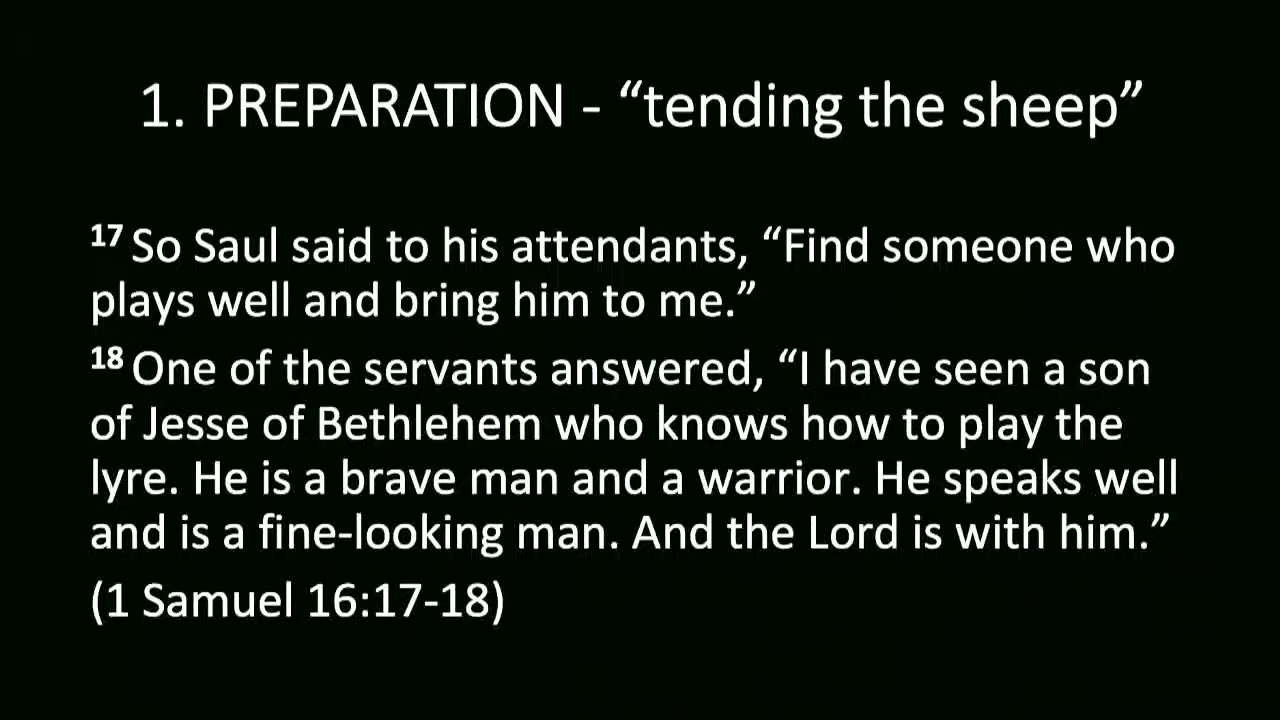 1. PREPARATION - “tending the sheep”
17 So Saul said to his attendants, “Find someone who
plays well and bring him to me.”
18 One of the servants answered, “I have seen a son
of Jesse of Bethlehem who knows how to play the
lyre. He is a brave man and a warrior. He speaks well
and is a fine-looking man. And the Lord is with him.”
(1 Samuel 16:17-18)